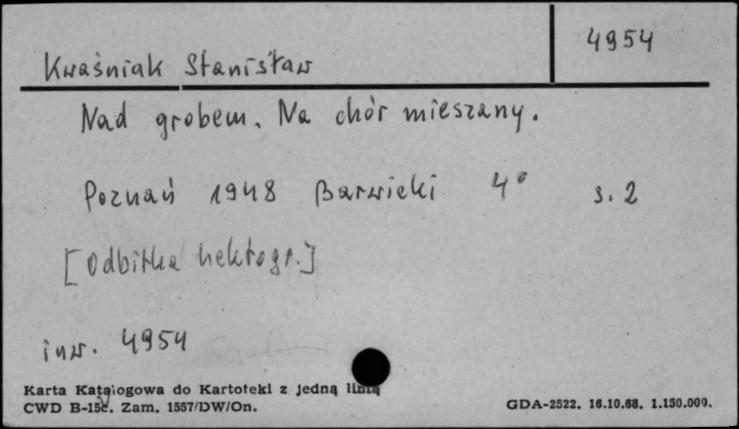 4954
Kwaśniak Stanisław
Nad grobem. Na chór mieszany.
Poznań 1948 Barwicki 4° s. 2
[Odbitka hektogr.]
inw. 4954
Karta Katalogowa do Kartoteki z jedną linią
CWD B-15c. Zam. 1557/DW/On. GDA-2522. 16.10.68. 1.150.000.